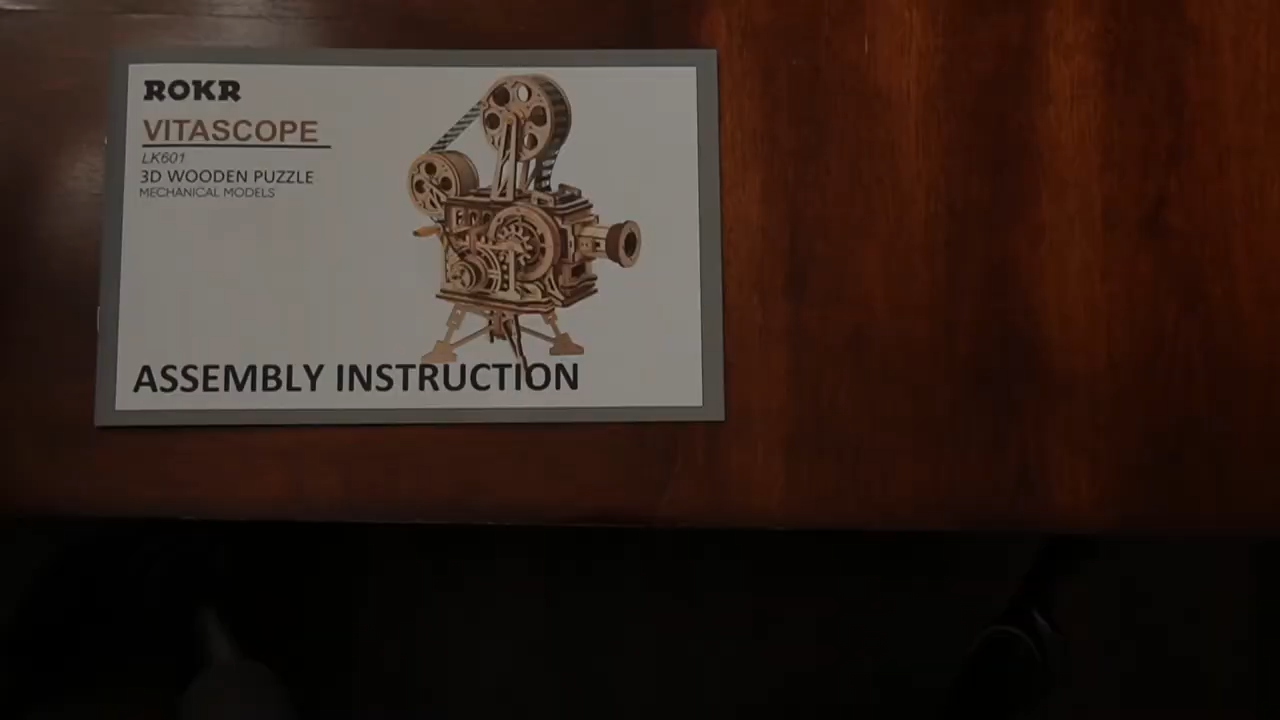 ROKR
VITASCOPE
LK601
3D WOODEN PUZZLE
MECHANICAL MODELS
ASSEMBLY INSTRUCTION